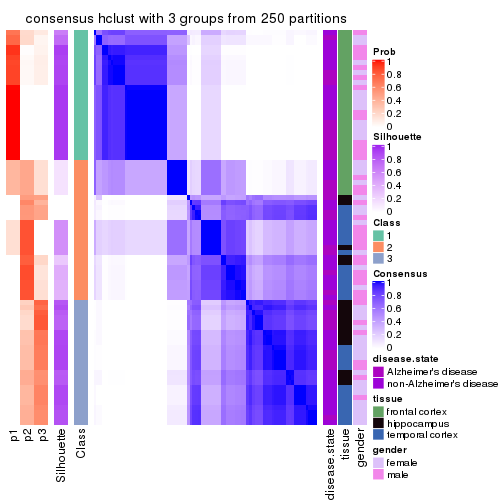 consensus hclust with 3 groups from 250 partitions
p1
p2
p3
Silhouette
Class
disease.state
tissue
gender
Prob
1
0.8
0.6
0.4
0.2
0
Silhouette
1
0.8
0.6
0.4
0.2
0
Class
1
2
3
Consensus
1
0.8
0.6
0.4
0.2
0
disease.state
Alzheimer's disease
non-Alzheimer's disease
tissue
frontal cortex
hippocampus
temporal cortex
gender
female
male